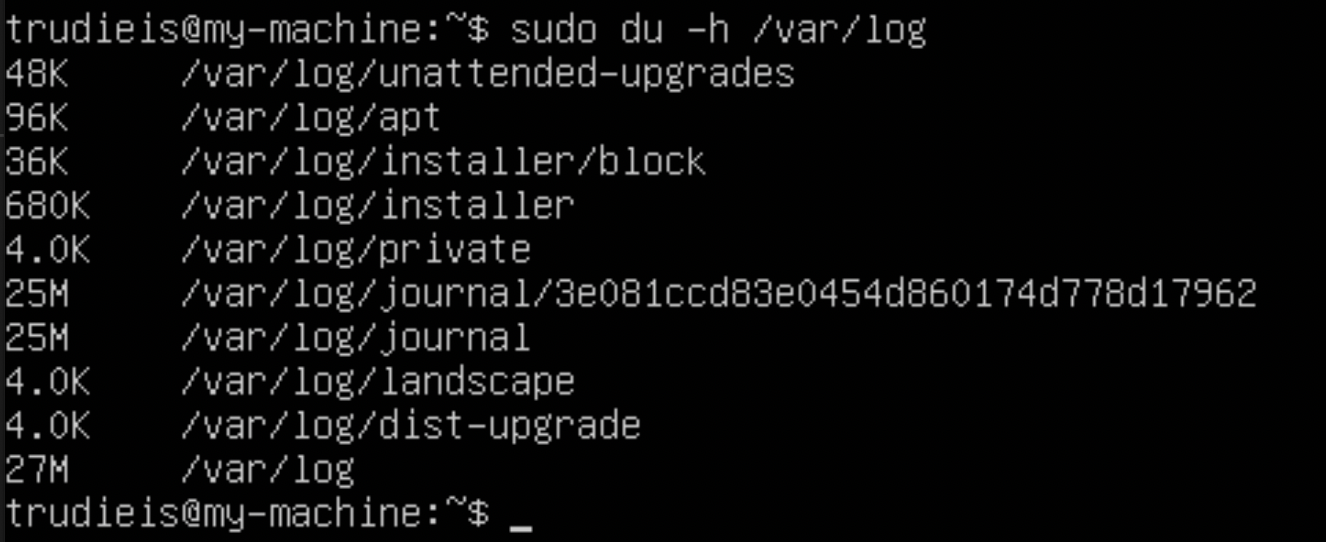 trudieis@my-machine:~$ sudo du -h /var/log
48K	/var/log/unattended-upgrades
96K	/var/log/apt
36K	/var/log/installer/block
680K	/var/log/installer
4.0K	/var/log/private
25M	/var/log/journal/3e081ccd83e0454d860174d778d17962
25M	/var/log/journal
4.0K	/var/log/landscape
4.0K	/var/log/dist-upgrade
27M	/var/log
trudieis@my-machine:~$ _